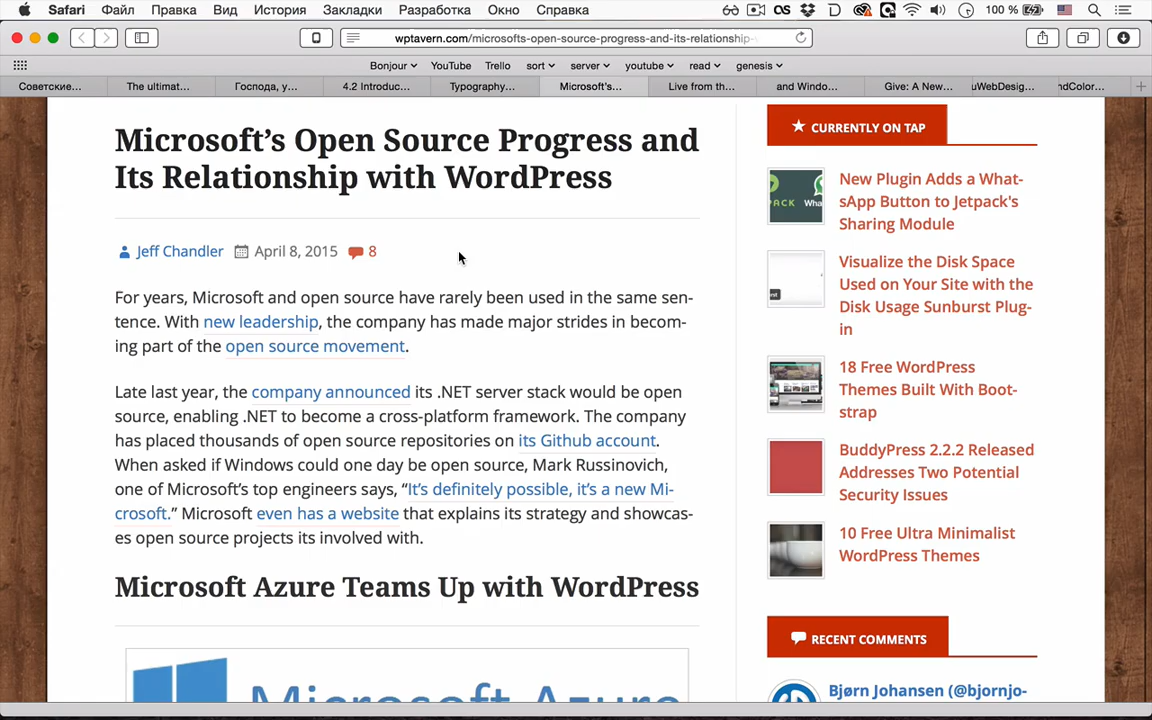 Safari Файл Правка Вид История Закладки Разработка Окно Справка 100 %
wptavern.com/microsofts-open-source-progress-and-its-relationship-
Bonjour YouTube Trello sort server youtube read genesis
Советские... The ultimat... Господа, у... 4.2 Introduc... Typography... Microsoft's... Live from th... and Windo... Give: A New... uWebDesig... ndColor...
Microsoft’s Open Source Progress and
Its Relationship with WordPress
Jeff Chandler April 8, 2015 8
For years, Microsoft and open source have rarely been used in the same sen-
tence. With new leadership, the company has made major strides in becom-
ing part of the open source movement.
Late last year, the company announced its .NET server stack would be open
source, enabling .NET to become a cross-platform framework. The company
has placed thousands of open source repositories on its Github account.
When asked if Windows could one day be open source, Mark Russinovich,
one of Microsoft’s top engineers says, “It’s definitely possible, it’s a new Mi-
crosoft.” Microsoft even has a website that explains its strategy and showcas-
es open source projects its involved with.
Microsoft Azure Teams Up with WordPress
Microsoft Azure
CURRENTLY ON TAP
New Plugin Adds a What-
sApp Button to Jetpack's
Sharing Module
Visualize the Disk Space
Used on Your Site with the
Disk Usage Sunburst Plug-
in
18 Free WordPress
Themes Built With Boot-
strap
BuddyPress 2.2.2 Released
Addresses Two Potential
Security Issues
10 Free Ultra Minimalist
WordPress Themes
RECENT COMMENTS
Bjørn Johansen (@bjornjo-